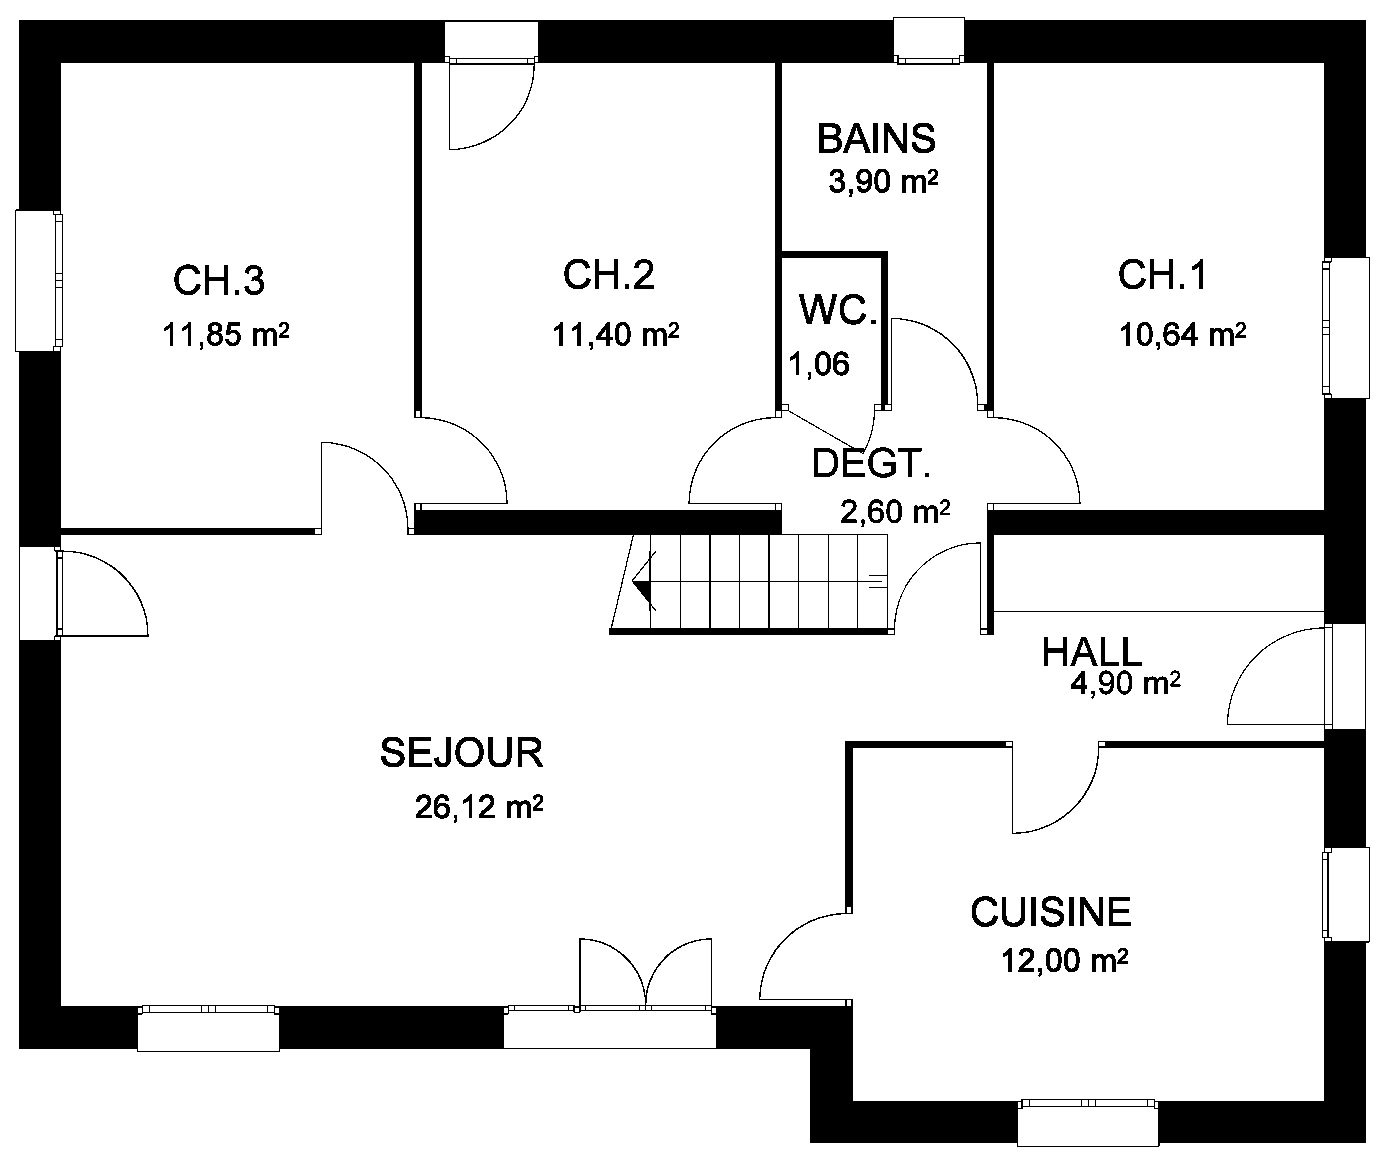 BAINS
3,90 m²
CH.3
11,85 m²
CH.2
11,40 m²
WC.
1,06
CH.1
10,64 m²
DEGT.
2,60 m²
HALL
4,90 m²
SEJOUR
26,12 m²
CUISINE
12,00 m²